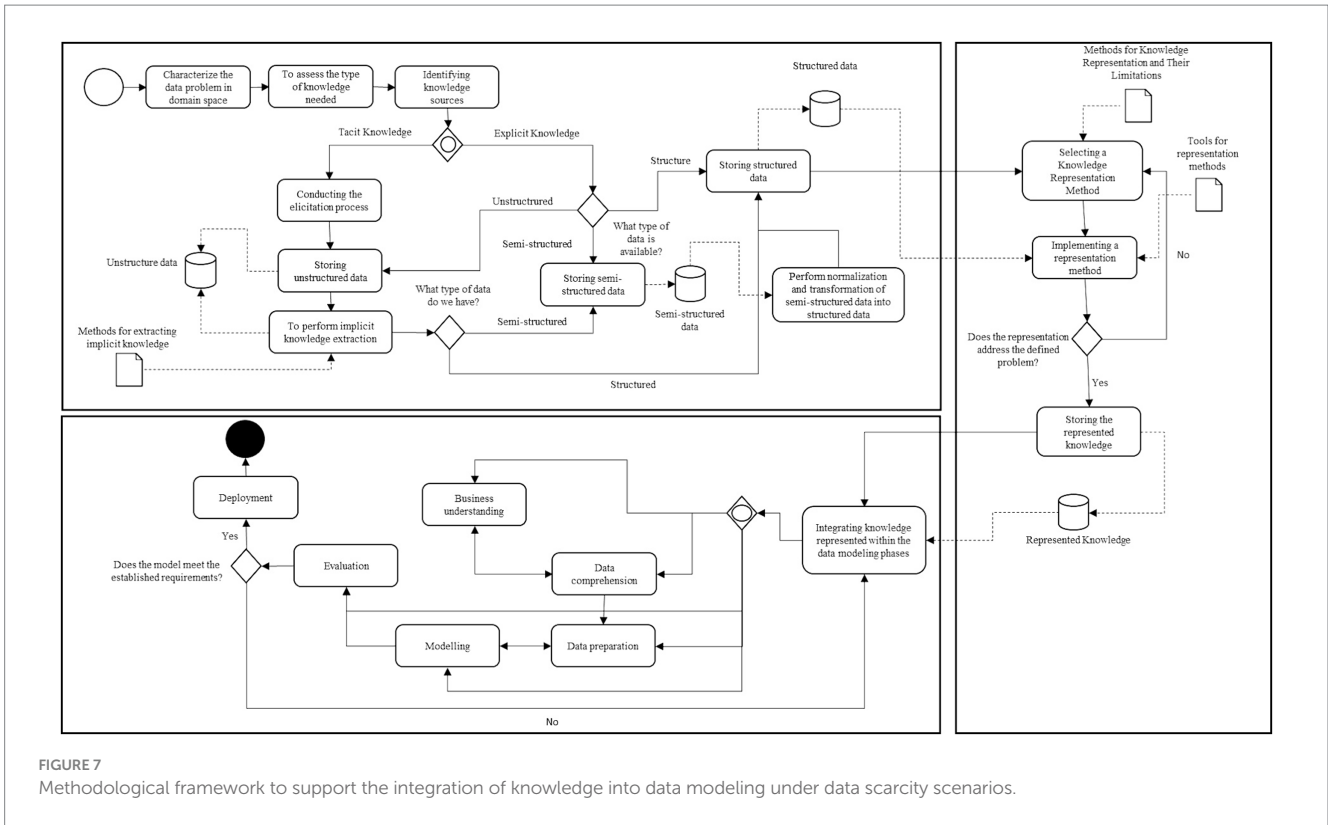 Characterize the
data problem in
domain space
To assess the type
of knowledge
needed
Identifying
knowledge
sources
Tacit Knowledge
Explicit Knowledge
Structured data
Methods for Knowledge
Representation and Their
Limitations
Conducting the
elicitation process
Unstructrured
Structure
Storing structured
data
Selecting a
Knowledge
Representation
Method
Tools for
representation
methods
What type of
data is
available?
Semi-structured
Unstructure data
Storing
unstructured data
What type of data
do we have?
Storing semi-
structured data
Semi-structured
data
Perform normalization
and transformation of
semi-structured data into
structured data
Implementing a
representation
method
No
Methods for extracting
implicit knowledge
To perform implicit
knowledge extraction
Semi-structured
Structured
Does the representation
address the defined
problem?
Yes
Storing the
represented
knowledge
Represented Knowledge
Deployment
Yes
Does the model meet the
established requirements?
Evaluation
Business
understanding
Data
comprehension
Modelling
Data preparation
Integrating knowledge
represented within the
data modeling phases
No
FIGURE 7
Methodological framework to support the integration of knowledge into data modeling under data scarcity scenarios.